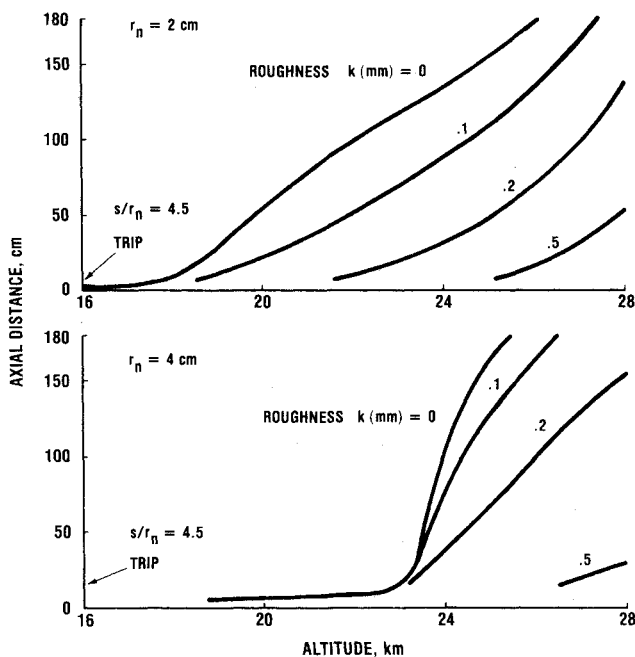 180
r_n = 2 cm
ROUGHNESS k (mm) = 0
.1
100
.2
50
s/r_n = 4.5
TRIP
.5
0
16
20
24
28
AXIAL DISTANCE, cm
180
r_n = 4 cm
.1
ROUGHNESS k (mm) = 0
.2
100
50
s/r_n = 4.5
TRIP
.5
0
16
20
24
28
ALTITUDE, km